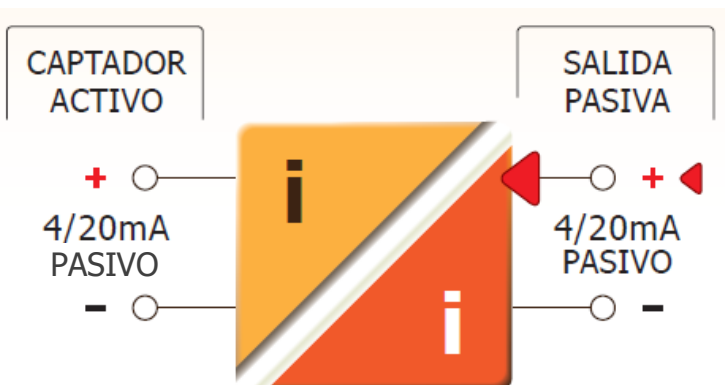 CAPTADOR
ACTIVO
SALIDA
PASIVA
+
i
+
4/20mA
PASIVO
4/20mA
PASIVO
-
i
-